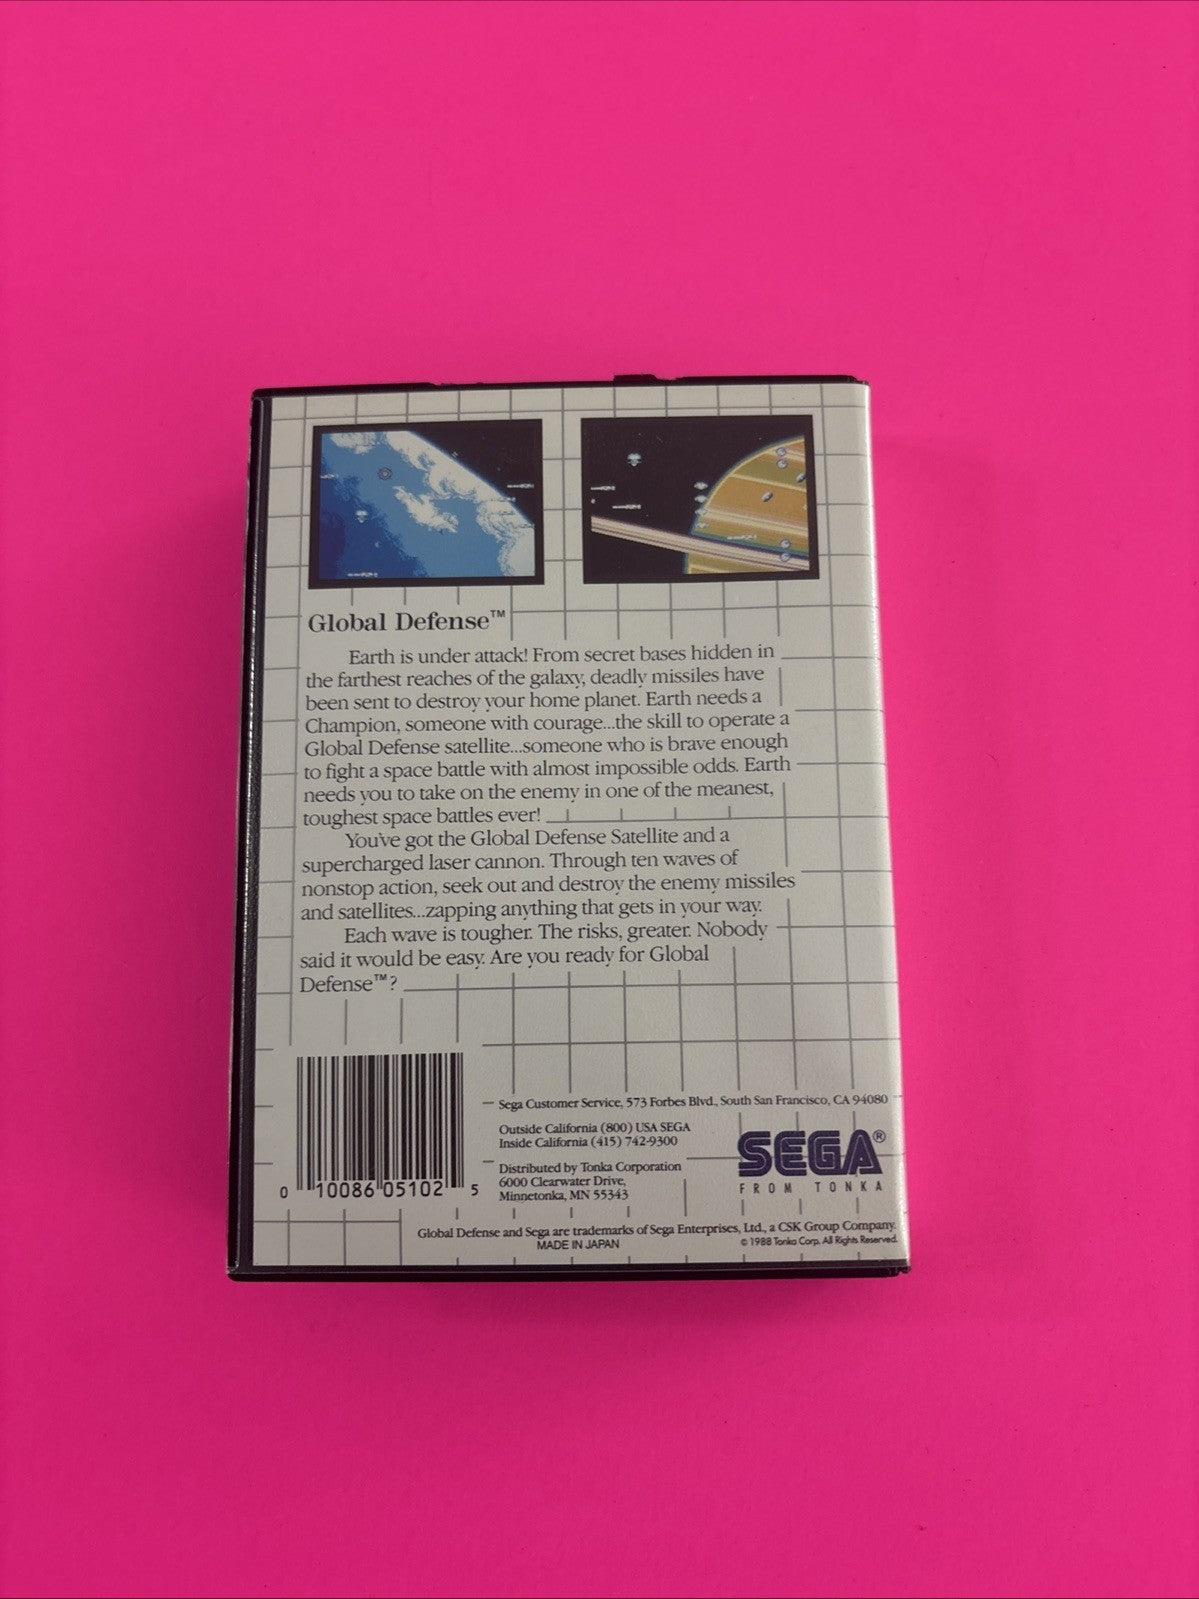 Global Defense™
Earth is under attack! From secret bases hidden in
the farthest reaches of the galaxy, deadly missiles have
been sent to destroy your home planet. Earth needs a
Champion, someone with courage...the skill to operate a
Global Defense satellite...someone who is brave enough
to fight a space battle with almost impossible odds. Earth
needs you to take on the enemy in one of the meanest,
toughest space battles ever!
You've got the Global Defense Satellite and a
supercharged laser cannon. Through ten waves of
nonstop action, seek out and destroy the enemy missiles
and satellites...zapping anything that gets in your way.
Each wave is tougher. The risks, greater. Nobody
said it would be easy. Are you ready for Global
Defense™?
0 10086 05102 5
Sega Customer Service, 573 Forbes Blvd., South San Francisco, CA 94080
Outside California (800) USA SEGA
Inside California (415) 742-9300
Distributed by Tonka Corporation
6000 Clearwater Drive,
Minnetonka, MN 55343
SEGA®
FROM TONKA
Global Defense and Sega are trademarks of Sega Enterprises, Ltd., a CSK Group Company.
MADE IN JAPAN
© 1988 Tonka Corp. All Rights Reserved.